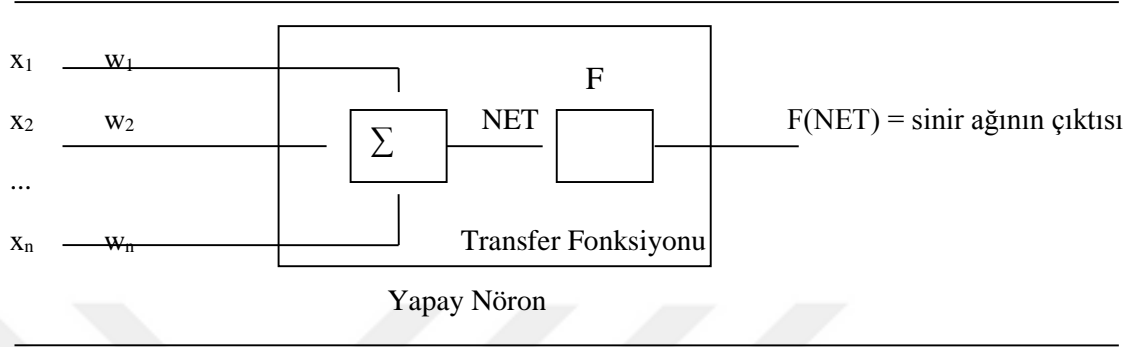 x₁ w₁
F
x₂ w₂ ∑ NET F(NET) = sinir ağının çıktısı
...
xₙ wₙ Transfer Fonksiyonu
Yapay Nöron